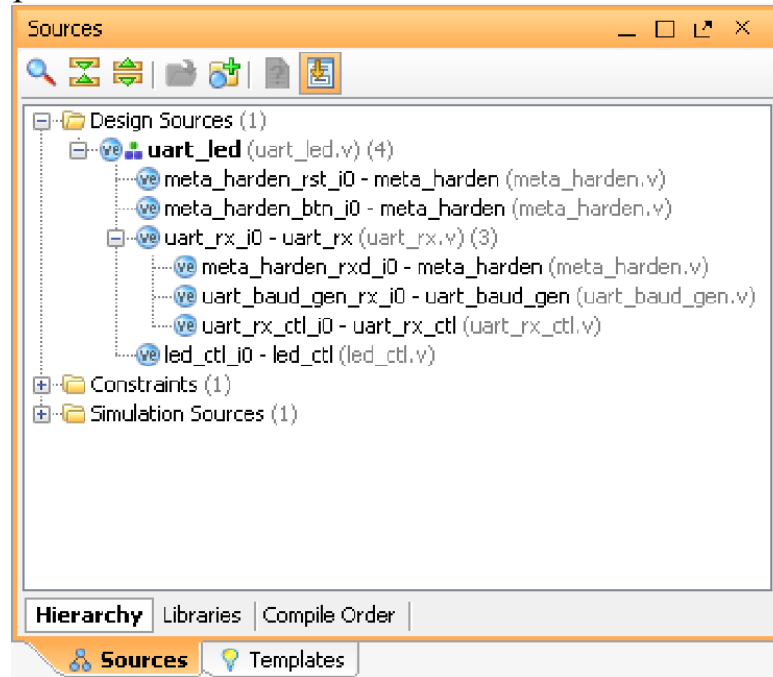 Sources
Design Sources (1)
uart_led (uart_led.v) (4)
meta_harden_rst_i0 - meta_harden (meta_harden.v)
meta_harden_btn_i0 - meta_harden (meta_harden.v)
uart_rx_i0 - uart_rx (uart_rx.v) (3)
meta_harden_rxd_i0 - meta_harden (meta_harden.v)
uart_baud_gen_rx_i0 - uart_baud_gen (uart_baud_gen.v)
uart_rx_ctl_i0 - uart_rx_ctl (uart_rx_ctl.v)
led_ctl_i0 - led_ctl (led_ctl.v)
Constraints (1)
Simulation Sources (1)
Hierarchy Libraries Compile Order
Sources Templates